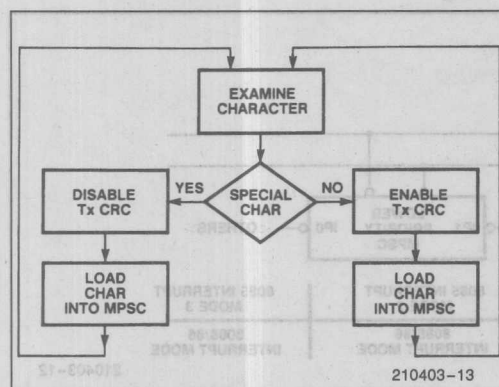 EXAMINE
CHARACTER
YES
SPECIAL
CHAR
NO
DISABLE
Tx CRC
ENABLE
Tx CRC
LOAD
CHAR
INTO MPSC
LOAD
CHAR
INTO MPSC
210403-13